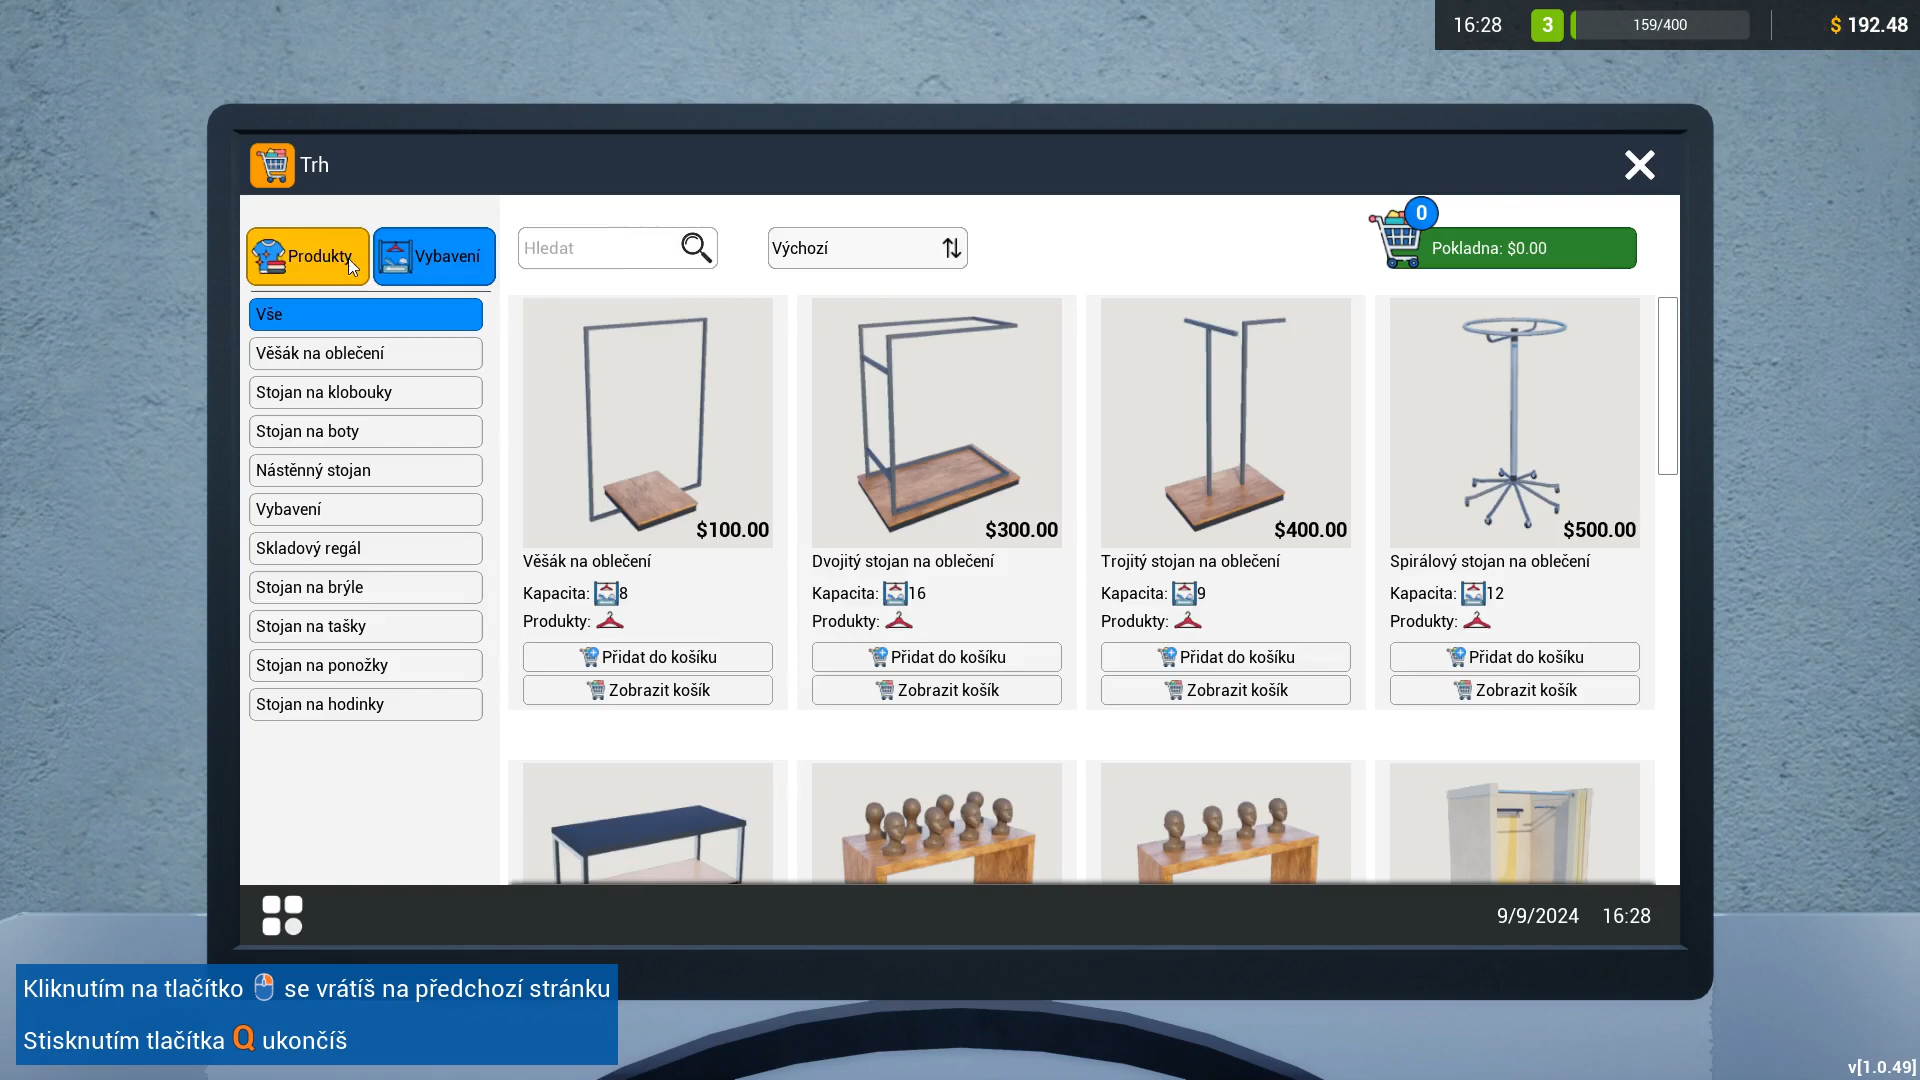 16:28 3 159/400 $ 192.48
Trh
Produkty Vybavení
Hledat
Výchozí
0
Pokladna: $0.00
Vše
Věšák na oblečení
Stojan na klobouky
Stojan na boty
Nástěnný stojan
Vybavení
Skladový regál
Stojan na brýle
Stojan na tašky
Stojan na ponožky
Stojan na hodinky
$100.00
Věšák na oblečení
Kapacita: 8
Produkty:
Přidat do košíku
Zobrazit košík
$300.00
Dvojitý stojan na oblečení
Kapacita: 16
Produkty:
Přidat do košíku
Zobrazit košík
$400.00
Trojitý stojan na oblečení
Kapacita: 9
Produkty:
Přidat do košíku
Zobrazit košík
$500.00
Spirálový stojan na oblečení
Kapacita: 12
Produkty:
Přidat do košíku
Zobrazit košík
9/9/2024 16:28
Kliknutím na tlačítko se vrátíš na předchozí stránku
Stisknutím tlačítka Q ukončíš
v[1.0.49]